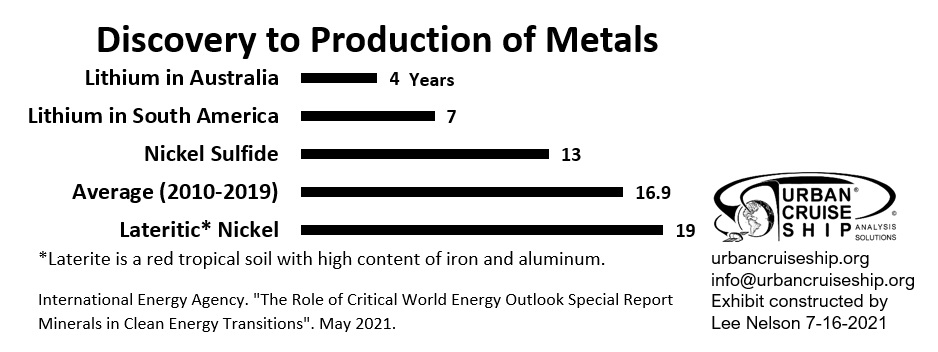 Discovery to Production of Metals
Lithium in Australia 4 Years
Lithium in South America 7
Nickel Sulfide 13
Average (2010-2019) 16.9
Lateritic* Nickel 19
*Laterite is a red tropical soil with high content of iron and aluminum.
International Energy Agency. "The Role of Critical World Energy Outlook Special Report
Minerals in Clean Energy Transitions". May 2021.
URBAN®
CRUISE ©
SHIP ANALYSIS
SOLUTIONS
urbancruiseship.org
info@urbancruiseship.org
Exhibit constructed by
Lee Nelson 7-16-2021